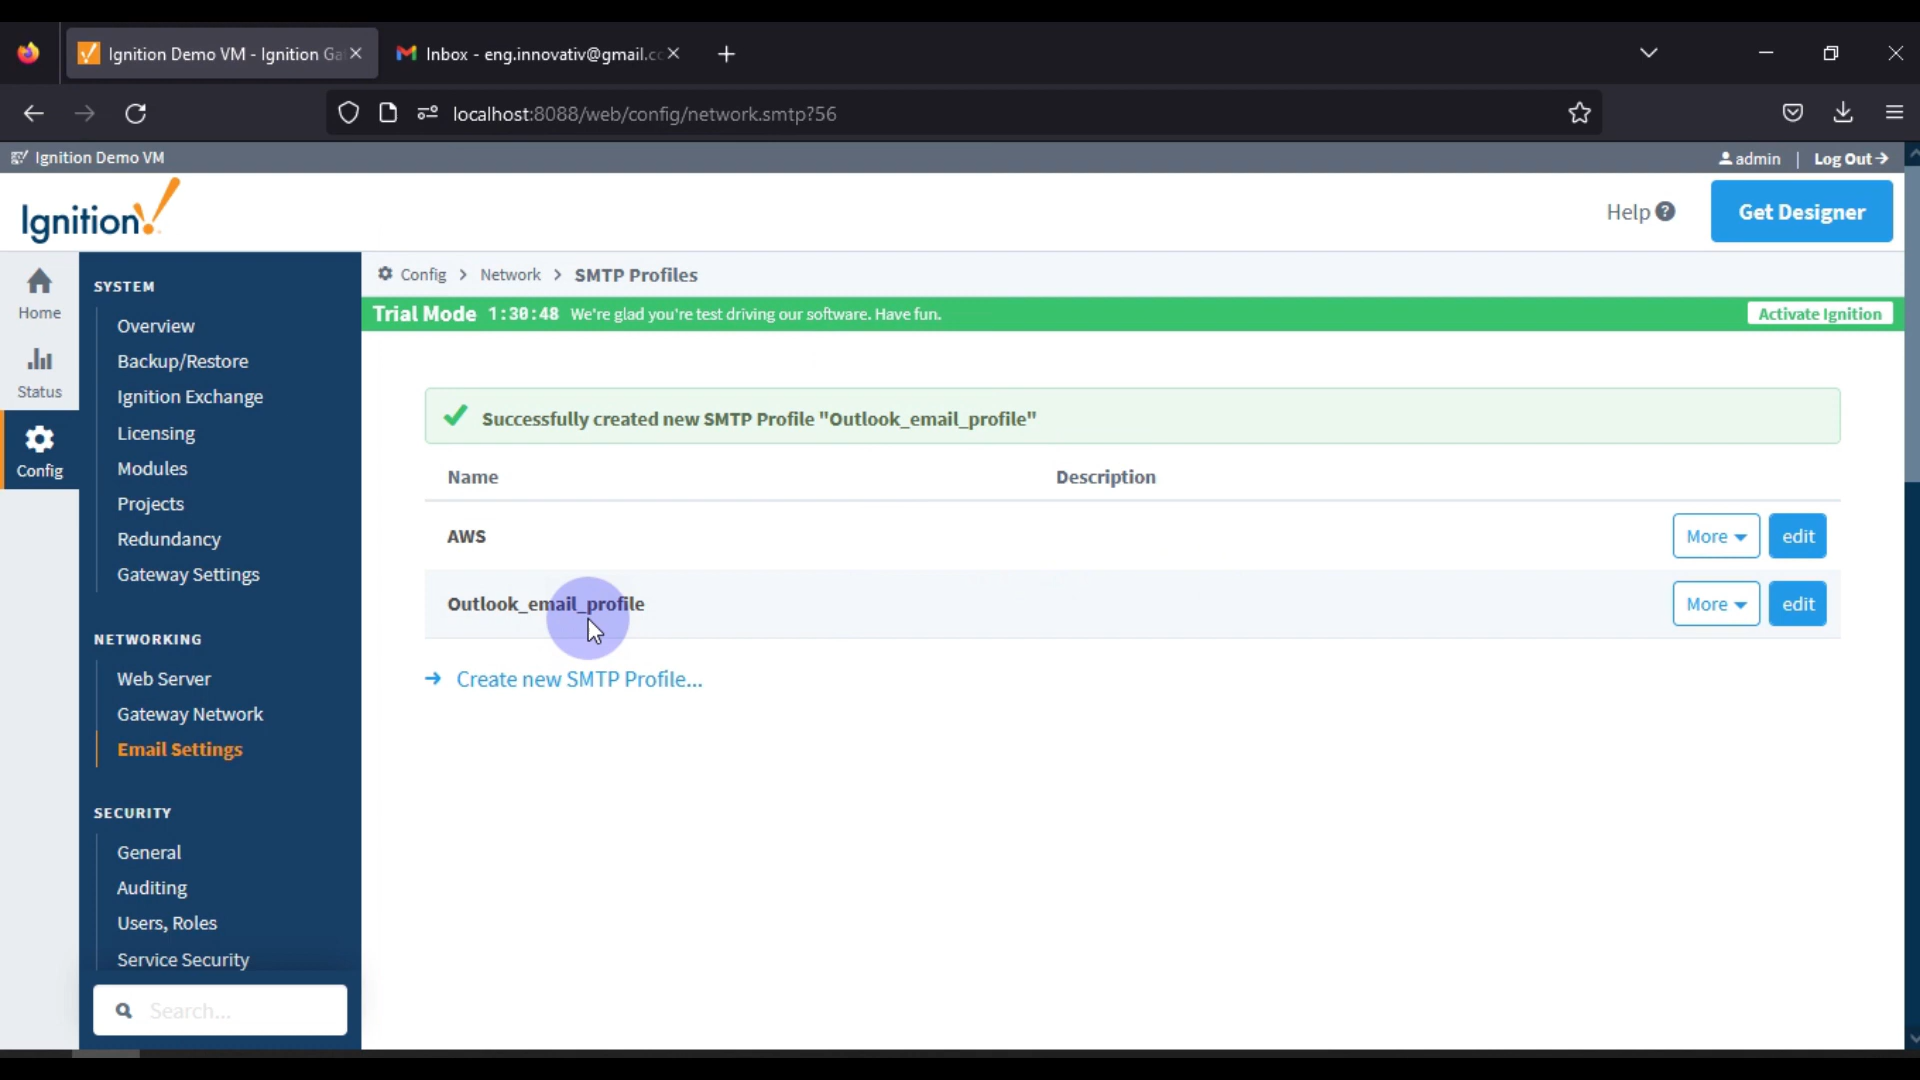 Ignition Demo VM - Ignition Ga
Inbox - eng.innovativ@gmail.cc
localhost:8088/web/config/network.smtp?56
Ignition Demo VM
admin | Log Out
Ignition!
Help ?
Get Designer
Home
Status
Config
SYSTEM
Overview
Backup/Restore
Ignition Exchange
Licensing
Modules
Projects
Redundancy
Gateway Settings
NETWORKING
Web Server
Gateway Network
Email Settings
SECURITY
General
Auditing
Users, Roles
Service Security
Search...
Config > Network > SMTP Profiles
Trial Mode 1:30:48 We're glad you're test driving our software. Have fun.
Activate Ignition
Successfully created new SMTP Profile "Outlook_email_profile"
Name Description
AWS More edit
Outlook_email_profile More edit
→ Create new SMTP Profile...